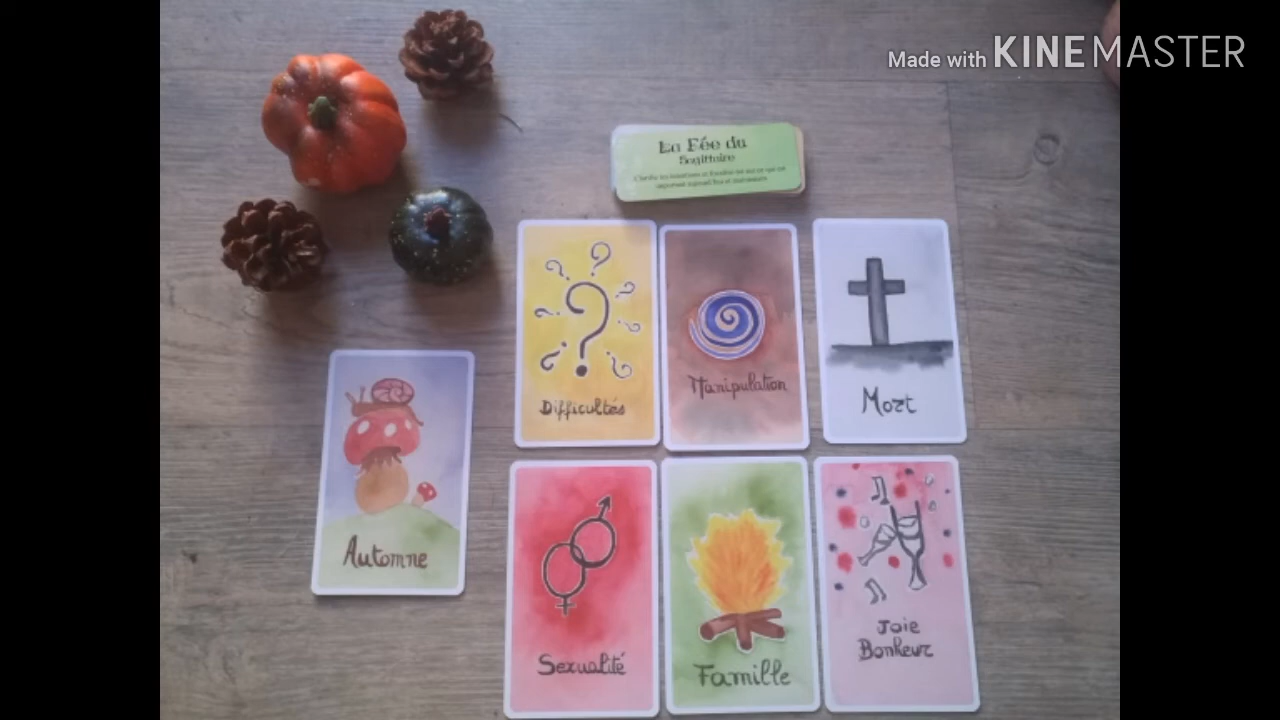 Made with KINEMASTER
La Fée du
Sagittaire
Difficultés
Manipulation
Mort
Automne
Sexualité
Famille
Joie
Bonheur